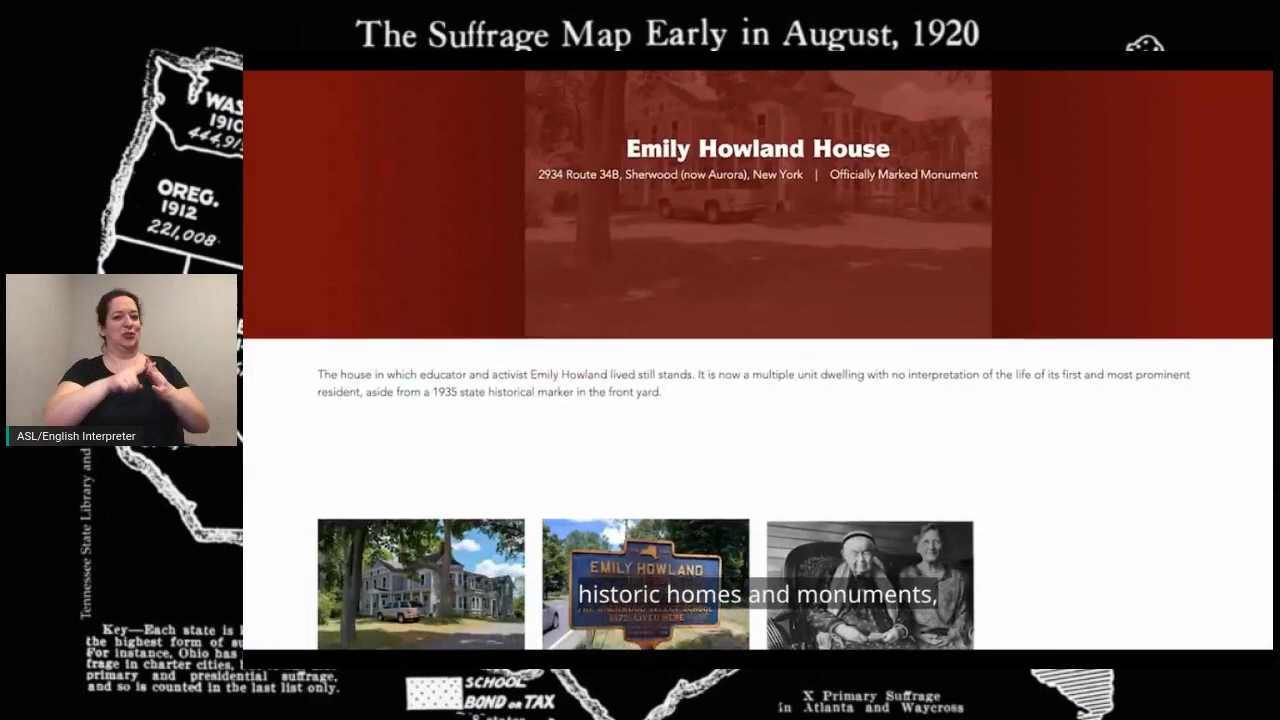 The Suffrage Map Early in August, 1920
WAS
1910
444,91
OREG.
1912
221,008
Emily Howland House
2934 Route 34B, Sherwood (now Aurora), New York | Officially Marked Monument
The house in which educator and activist Emily Howland lived still stands. It is now a multiple unit dwelling with no interpretation of the life of its first and most prominent
resident, aside from a 1935 state historical marker in the front yard.
ASL/English Interpreter
Tennessee State Library and
EMILY HOWLAND
historic homes and monuments,
Key—Each state is
the highest form of su
For instance, Ohio has
frage in charter cities,
primary and presidential suffrage,
and so is counted in the last list only.
SCHOOL
BOND OR TAX
X Primary Suffrage
in Atlanta and Waycross